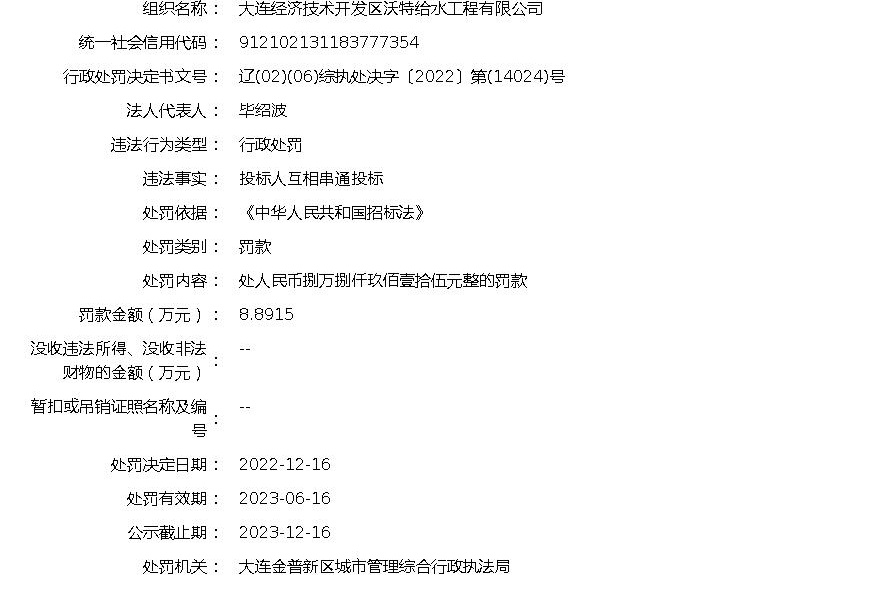 组织名称： 大连经济技术开发区沃特给水工程有限公司
统一社会信用代码： 912102131183777354
行政处罚决定书文号： 辽(02)(06)综执处决字〔2022〕第(14024)号
法人代表人： 毕绍波
违法行为类型： 行政处罚
违法事实： 投标人互相串通投标
处罚依据： 《中华人民共和国招标法》
处罚类别： 罚款
处罚内容： 处人民币捌万捌仟玖佰壹拾伍元整的罚款
罚款金额（万元）： 8.8915
没收违法所得、没收非法
财物的金额（万元）： --
暂扣或吊销证照名称及编
号： --
处罚决定日期： 2022-12-16
处罚有效期： 2023-06-16
公示截止期： 2023-12-16
处罚机关： 大连金普新区城市管理综合行政执法局